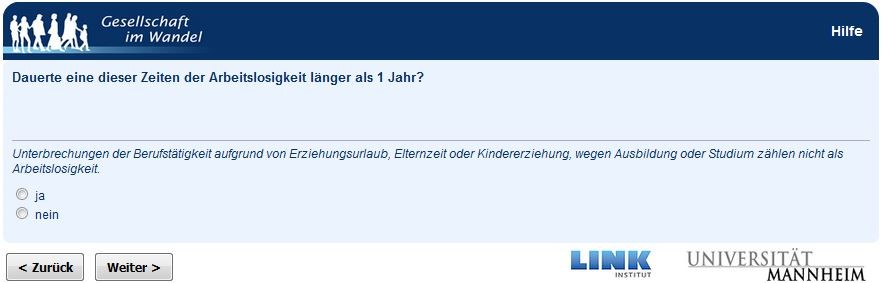 Gesellschaft
im Wandel
Hilfe
Dauerte eine dieser Zeiten der Arbeitslosigkeit länger als 1 Jahr?
Unterbrechungen der Berufstätigkeit aufgrund von Erziehungsurlaub, Elternzeit oder Kindererziehung, wegen Ausbildung oder Studium zählen nicht als
Arbeitslosigkeit.
ja
nein
< Zurück
Weiter >
LINK
INSTITUT
UNIVERSITÄT
MANNHEIM